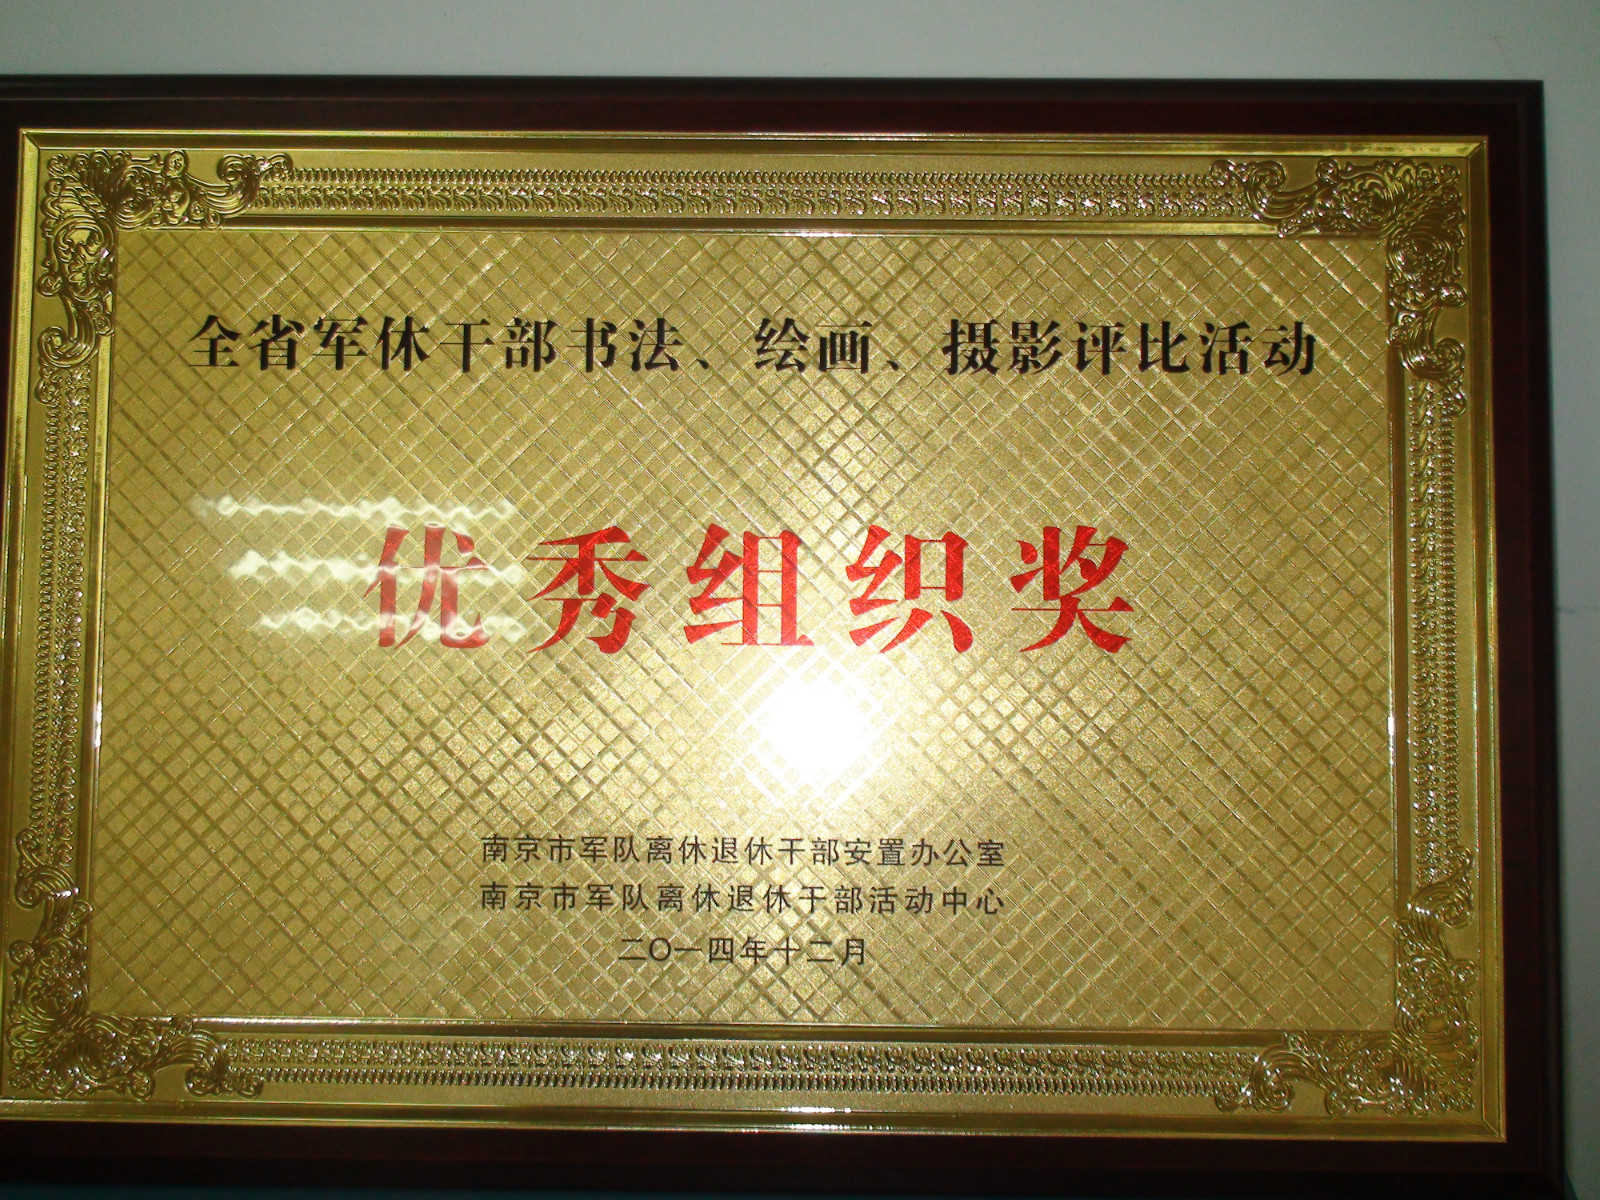 全省军休干部书法、绘画、摄影评比活动
优秀组织奖
南京市军队离休退休干部安置办公室
南京市军队离休退休干部活动中心
二〇一四年十二月